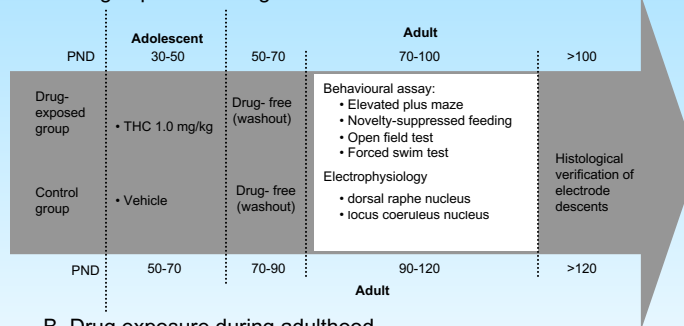 Adolescent
Adult
PND 30-50 50-70 70-100 >100
Drug-
exposed
group
• THC 1.0 mg/kg
Drug- free
(washout)
Behavioural assay:
• Elevated plus maze
• Novelty-suppressed feeding
• Open field test
• Forced swim test
Electrophysiology
• dorsal raphe nucleus
• locus coeruleus nucleus
Histological
verification of
electrode
descents
Control
group
• Vehicle
Drug- free
(washout)
PND 50-70 70-90 90-120 >120
Adult
B. Drug exposure during adulthood